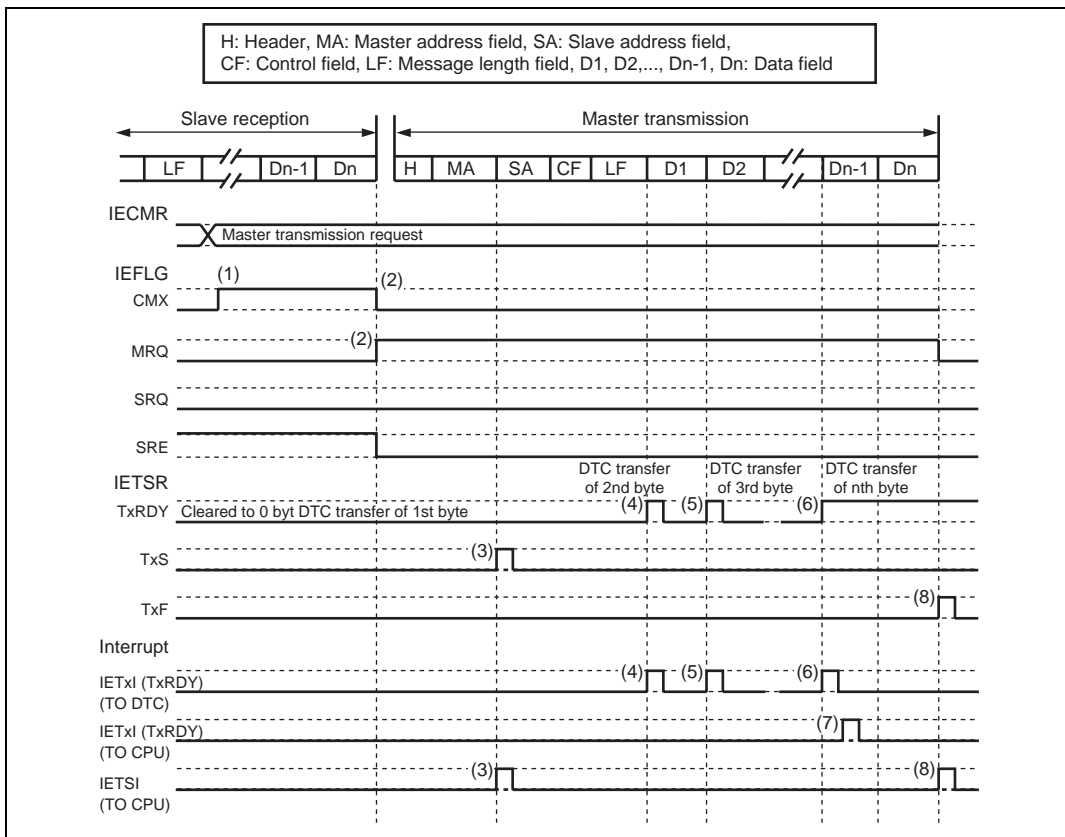 H: Header, MA: Master address field, SA: Slave address field,
CF: Control field, LF: Message length field, D1, D2,..., Dn-1, Dn: Data field
Slave reception Master transmission
LF Dn-1 Dn H MA SA CF LF D1 D2 Dn-1 Dn
IECMR
Master transmission request
IEFLG
(1) (2)
CMX
(2)
MRQ
SRQ
SRE
IETSR
DTC transfer of 2nd byte
DTC transfer of 3rd byte
DTC transfer of nth byte
TxRDY Cleared to 0 byt DTC transfer of 1st byte (4) (5) (6)
TxS (3)
TxF (8)
Interrupt
IETxI (TxRDY) (4) (5) (6)
(TO DTC)
IETxI (TxRDY) (7)
(TO CPU)
IETSI (3) (8)
(TO CPU)